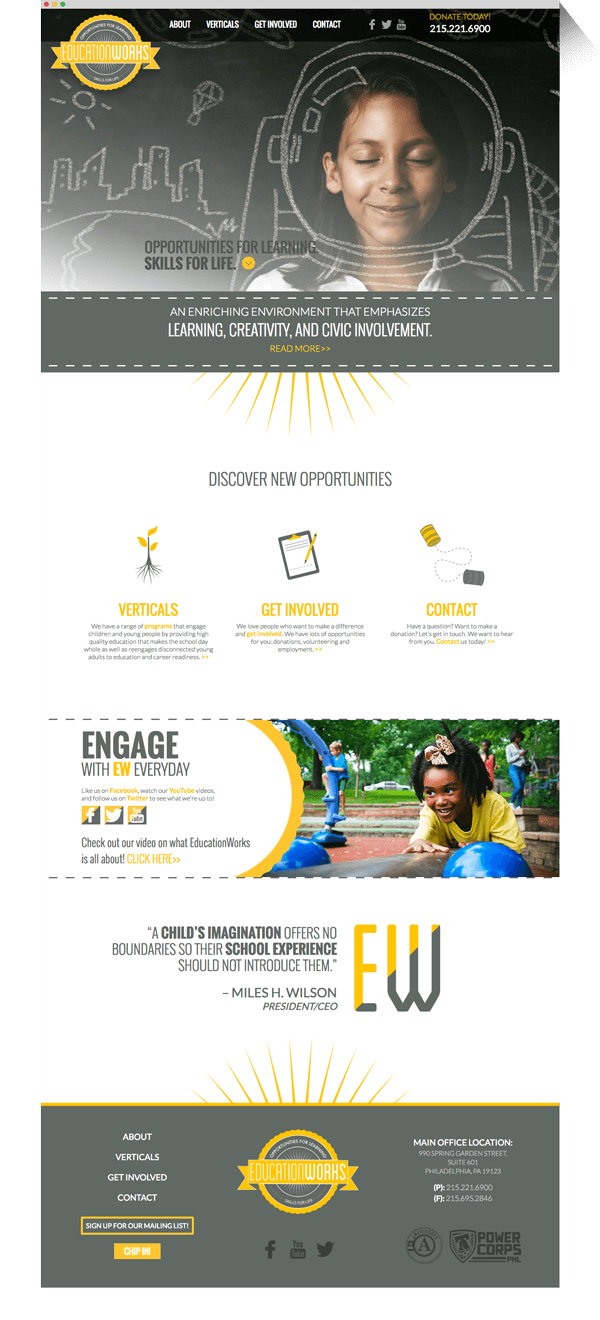 ABOUT VERTICALS GET INVOLVED CONTACT
DONATE TODAY!
215.221.6900
OPPORTUNITIES FOR LEARNING
EDUCATIONWORKS
SKILLS FOR LIFE
OPPORTUNITIES FOR LEARNING.
SKILLS FOR LIFE.
AN ENRICHING ENVIRONMENT THAT EMPHASIZES
LEARNING, CREATIVITY, AND CIVIC INVOLVEMENT.
READ MORE>>
DISCOVER NEW OPPORTUNITIES
VERTICALS
We have a range of programs that engage
children and young people by providing high
quality education that makes the school day
whole as well as reengages disconnected young
adults to education and career readiness. >>
GET INVOLVED
We love people who want to make a difference
and get involved. We have lots of opportunities
for you: donations, volunteering and
employment. >>
CONTACT
Have a question? Want to make a
donation? Let's get in touch. We want to hear
from you. Contact us today! >>
ENGAGE
WITH EW EVERYDAY
Like us on Facebook, watch our YouTube videos,
and follow us on Twitter to see what we're up to!
Check out our video on what EducationWorks
is all about! CLICK HERE>>
“A CHILD'S IMAGINATION OFFERS NO
BOUNDARIES SO THEIR SCHOOL EXPERIENCE
SHOULD NOT INTRODUCE THEM.”
– MILES H. WILSON
PRESIDENT/CEO
EW
ABOUT
VERTICALS
GET INVOLVED
CONTACT
SIGN UP FOR OUR MAILING LIST!
CHIP IN!
OPPORTUNITIES FOR LEARNING
EDUCATIONWORKS
SKILLS FOR LIFE
You
Tube
MAIN OFFICE LOCATION:
990 SPRING GARDEN STREET,
SUITE 601
PHILADELPHIA, PA 19123
(P): 215.221.6900
(F): 215.695.2846
AMERICORPS
A
POWER
CORPS
PHL